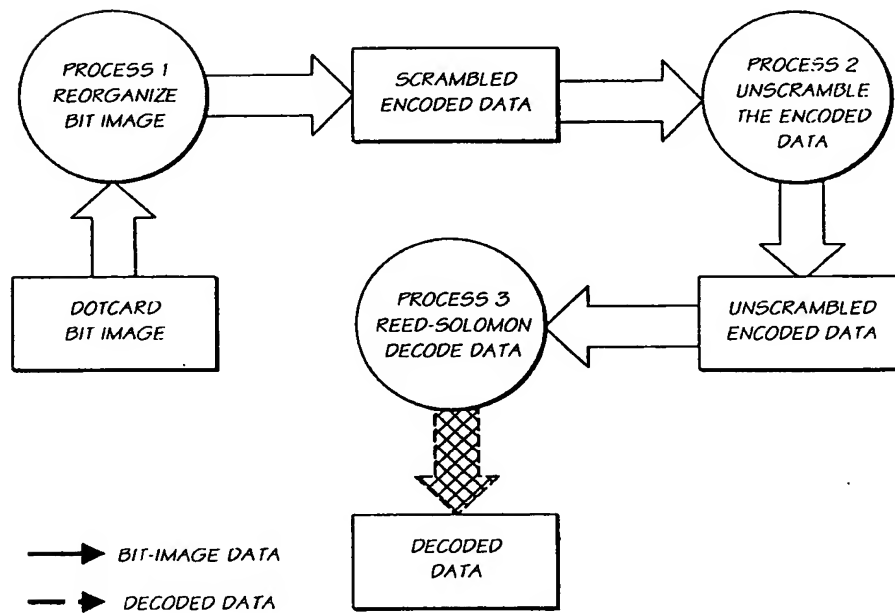 PROCESS 1
REORGANIZE
BIT IMAGE
SCRAMBLED
ENCODED DATA
PROCESS 2
UNSCRAMBLE
THE ENCODED
DATA
DOTCARD
BIT IMAGE
PROCESS 3
REED-SOLOMON
DECODE DATA
UNSCRAMBLED
ENCODED DATA
DECODED
DATA
BIT-IMAGE DATA
DECODED DATA